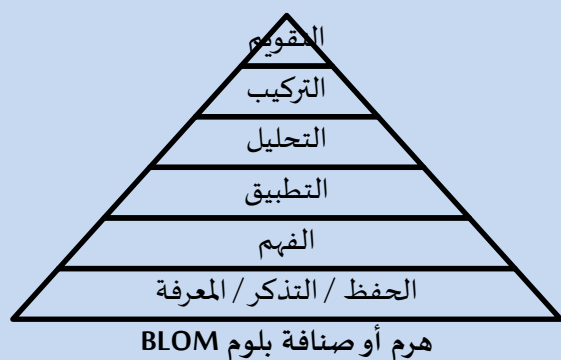 التقويم
التركيب
التحليل
التطبيق
الفهم
الحفظ / التذكر / المعرفة
هرم أو صنافة بلوم BLOM